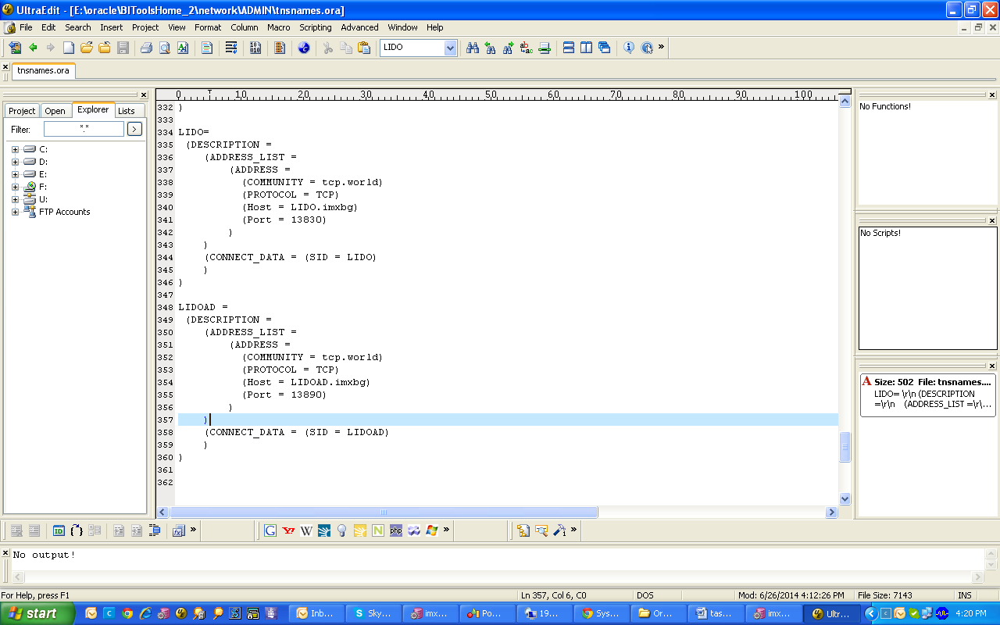 UltraEdit - [E:\oracle\BIToolsHome_2\network\ADMIN\tnsnames.ora]
File Edit Search Insert Project View Format Column Macro Scripting Advanced Window Help
LIDO
tnsnames.ora
Project Open Explorer Lists
Filter: *.*
C:
D:
E:
F:
U:
FTP Accounts
0 10 20 30 40 50 60 70 80 90 100
332 )
333
334 LIDO=
335 (DESCRIPTION =
336 (ADDRESS_LIST =
337 (ADDRESS =
338 (COMMUNITY = tcp.world)
339 (PROTOCOL = TCP)
340 (Host = LIDO.imxbg)
341 (Port = 13830)
342 )
343 )
344 (CONNECT_DATA = (SID = LIDO)
345 )
346 )
347
348 LIDOAD =
349 (DESCRIPTION =
350 (ADDRESS_LIST =
351 (ADDRESS =
352 (COMMUNITY = tcp.world)
353 (PROTOCOL = TCP)
354 (Host = LIDOAD.imxbg)
355 (Port = 13890)
356 )
357 )
358 (CONNECT_DATA = (SID = LIDOAD)
359 )
360 )
361
362
No Functions!
No Scripts!
A Size: 502 File: tnsnames....
LIDO= \r\n (DESCRIPTION
=\r\n (ADDRESS_LIST =\r\...
ID G Y! W N php
No output!
For Help, press F1 Ln 357, Col 6, C0 DOS Mod: 6/26/2014 4:12:26 PM File Size: 7143 INS
start Inb... Sky... imx... Po... 19... Sys... Or... tas... imx... Ultr... 4:20 PM